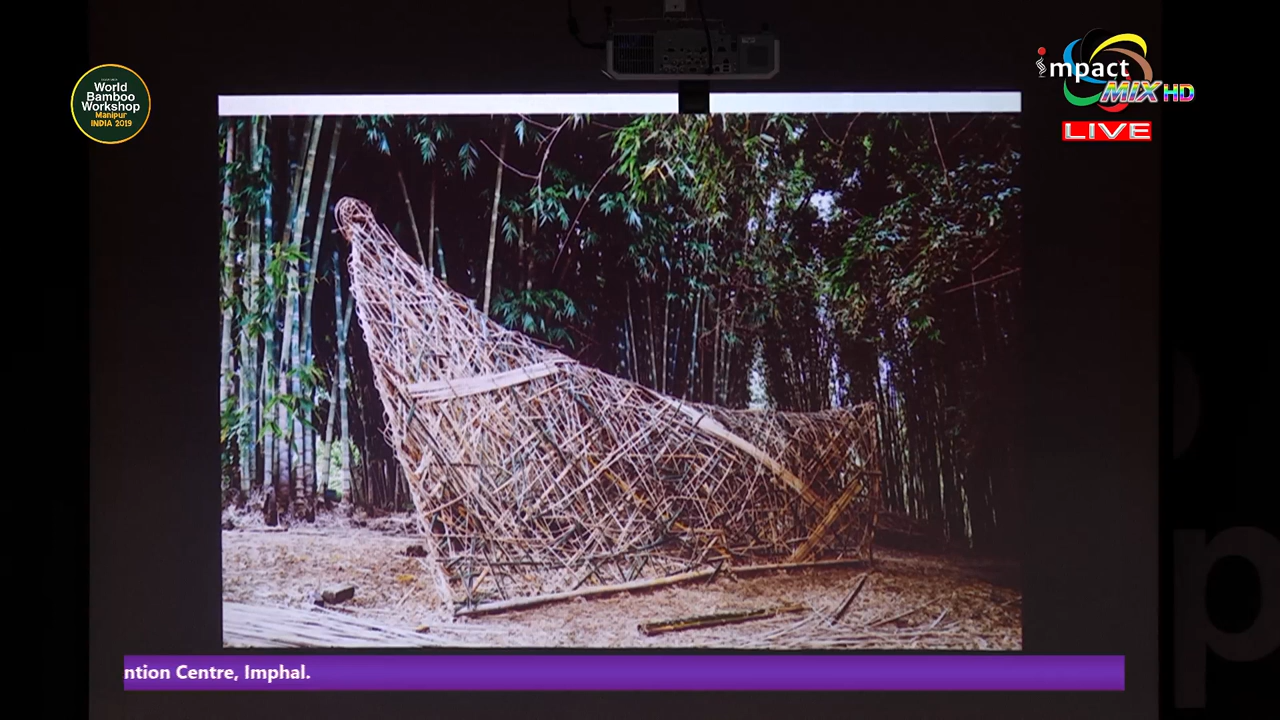 World
Bamboo
Workshop
Manipur
INDIA 2019
impact
MIX HD
LIVE
ntion Centre, Imphal.
p